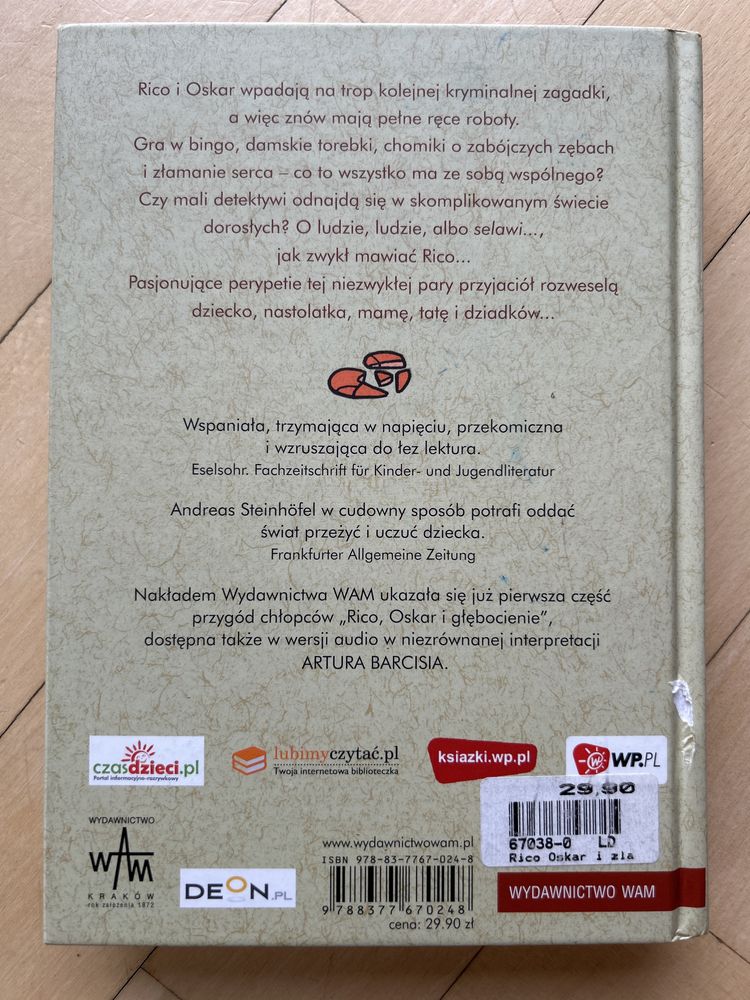 Rico i Oskar wpadają na trop kolejnej kryminalnej zagadki,
a więc znów mają pełne ręce roboty.
Gra w bingo, damskie torebki, chomiki o zabójczych zębach
i złamanie serca – co to wszystko ma ze sobą wspólnego?
Czy mali detektywi odnajdą się w skomplikowanym świecie
dorosłych? O ludzie, ludzie, albo selawi...,
jak zwykł mawiać Rico...
Pasjonujące perypetie tej niezwykłej pary przyjaciół rozweselą
dziecko, nastolatka, mamę, tatę i dziadków...
Wspaniała, trzymająca w napięciu, przekomiczna
i wzruszająca do łez lektura.
Eselsohr. Fachzeitschrift für Kinder- und Jugendliteratur
Andreas Steinhöfel w cudowny sposób potrafi oddać
świat przeżyć i uczuć dziecka.
Frankfurter Allgemeine Zeitung
Nakładem Wydawnictwa WAM ukazała się już pierwsza część
przygód chłopców „Rico, Oskar i głębocienie”,
dostępna także w wersji audio w niezrównanej interpretacji
ARTURA BARCISIA.
czasdzieci.pl
Portal informacyjno-rozrywkowy
lubimyczytać.pl
Twoja internetowa biblioteczka
ksiazki.wp.pl
W WP.PL
29,90
67038-0 LD
Rico Oskar i zla
WYDAWNICTWO
WAM
KRAKÓW
rok założenia 1872
DEON.PL
www.wydawnictwowam.pl
ISBN 978-83-7767-024-8
9 788377 670248
cena: 29.90 zł
WYDAWNICTWO WAM